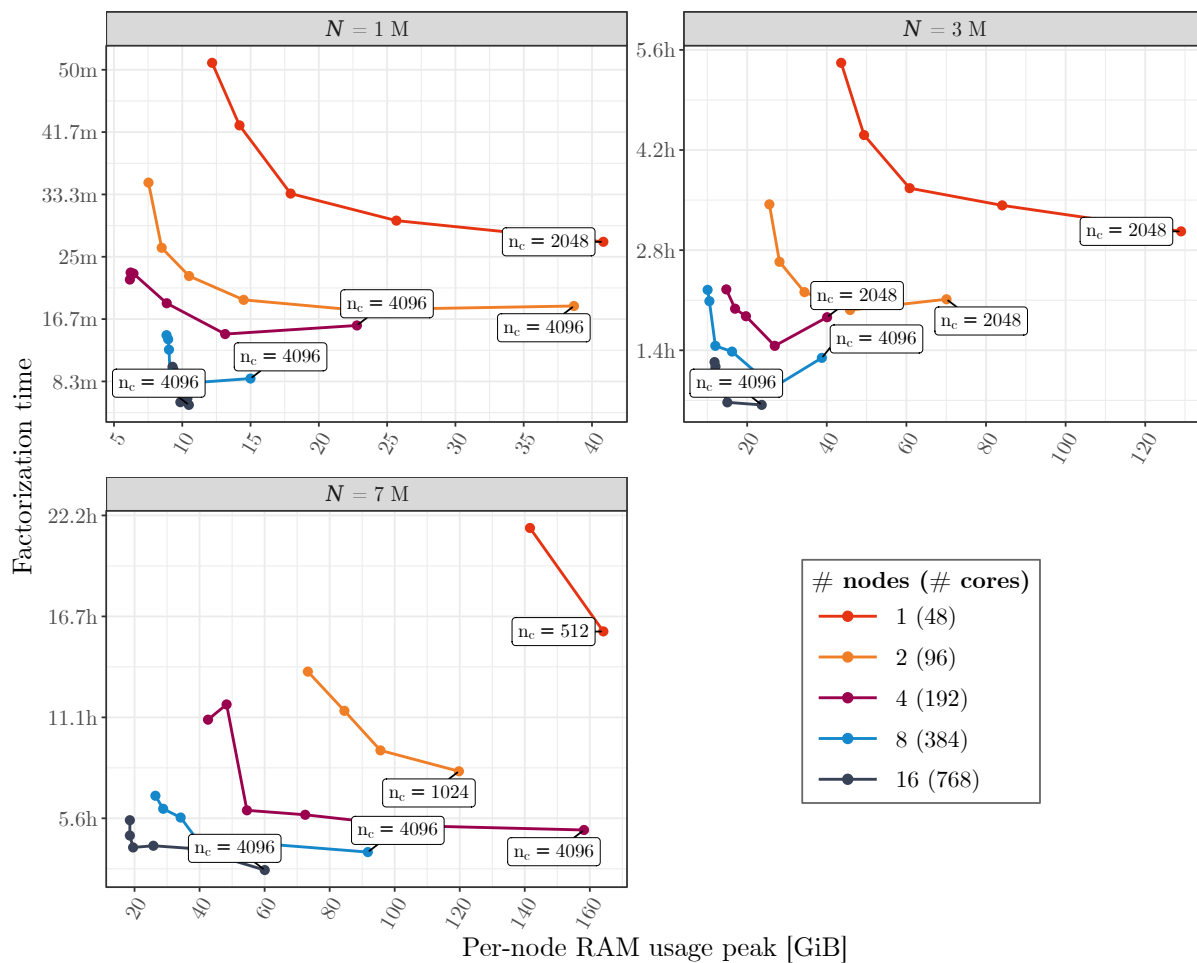 N = 1 M
N = 3 M
50m
41.7m
33.3m
25m
16.7m
8.3m
n_c = 2048
n_c = 4096
n_c = 4096
n_c = 4096
n_c = 4096
5
10
15
20
25
30
35
40
5.6h
4.2h
2.8h
1.4h
n_c = 2048
n_c = 2048
n_c = 2048
n_c = 4096
n_c = 4096
20
40
60
80
100
120
N = 7 M
22.2h
16.7h
11.1h
5.6h
n_c = 512
n_c = 1024
n_c = 4096
n_c = 4096
n_c = 4096
20
40
60
80
100
120
140
160
Factorization time
Per-node RAM usage peak [GiB]
# nodes (# cores)
1 (48)
2 (96)
4 (192)
8 (384)
16 (768)